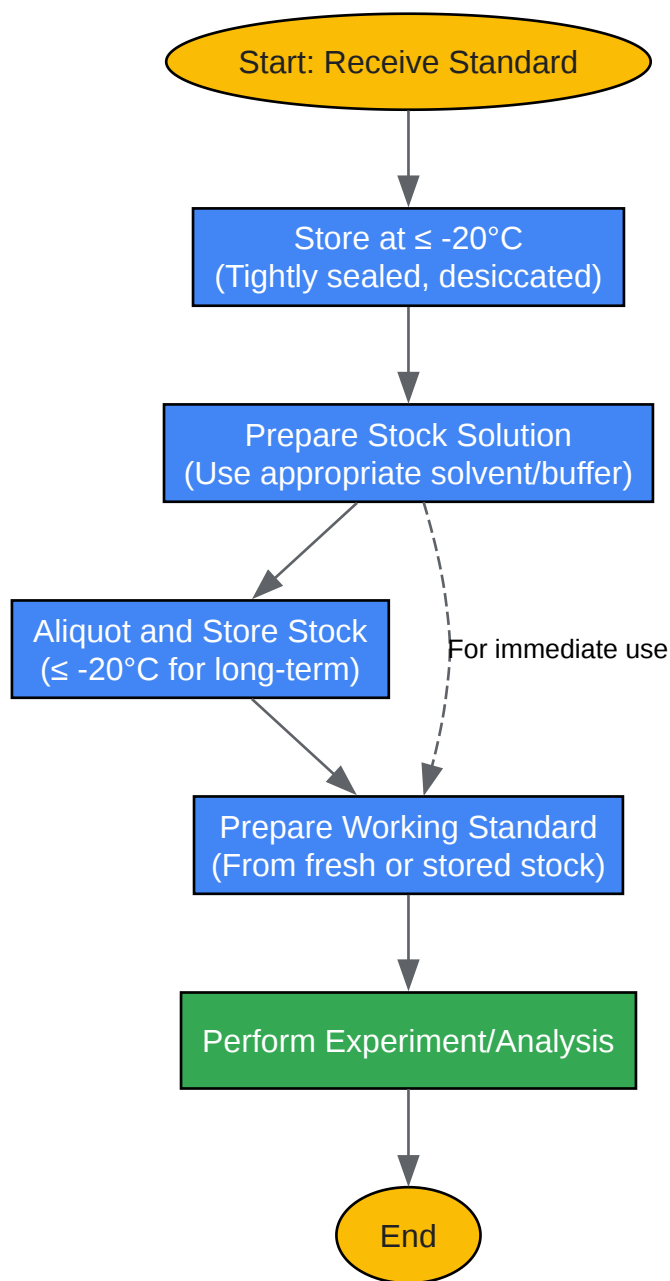 Start: Receive Standard
Store at ≤ -20°C
(Tightly sealed, desiccated)
Prepare Stock Solution
(Use appropriate solvent/buffer)
Aliquot and Store Stock
(≤ -20°C for long-term)
For immediate use
Prepare Working Standard
(From fresh or stored stock)
Perform Experiment/Analysis
End